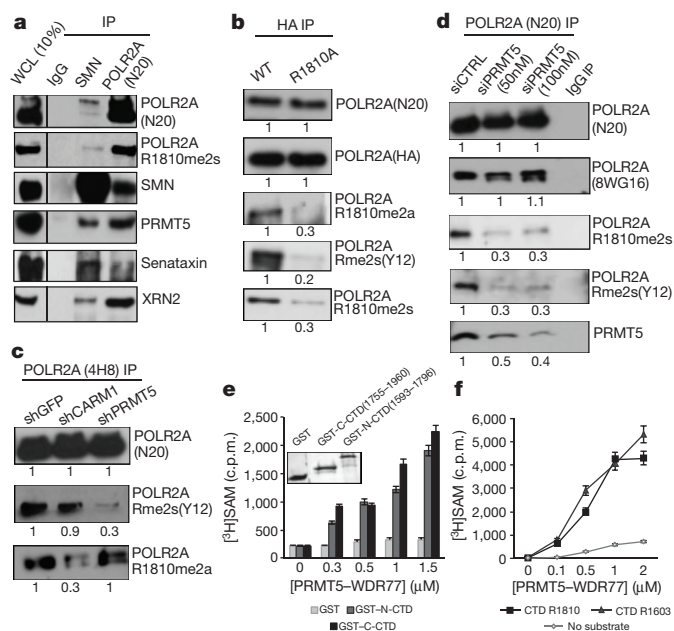 a
IP
WCL (10%)
IgG
SMN
POLR2A
(N20)
POLR2A
(N20)
POLR2A
R1810me2s
SMN
PRMT5
Senataxin
XRN2
b
HA IP
WT
R1810A
POLR2A(N20)
1 1
POLR2A(HA)
1 1
POLR2A
R1810me2a
1 0.3
POLR2A
Rme2s(Y12)
1 0.2
POLR2A
R1810me2s
1 0.3
c
POLR2A (4H8) IP
shGFP
shCARM1
shPRMT5
POLR2A
(N20)
1 1 1
POLR2A
Rme2s(Y12)
1 0.9 0.3
POLR2A
R1810me2a
1 0.3 1
d
POLR2A (N20) IP
siCTRL
siPRMT5
(50nM)
siPRMT5
(100nM)
IgG IP
POLR2A
(N20)
1 1 1
POLR2A
(8WG16)
1 1 1.1
POLR2A
R1810me2s
1 0.3 0.3
POLR2A
Rme2s(Y12)
1 0.3 0.3
PRMT5
1 0.5 0.4
e
GST
GST-C-CTD(1755–1960)
GST-N-CTD(1593–1796)
[³H]SAM (c.p.m.)
2,500
2,000
1,500
1,000
500
0
0 0.3 0.5 1 1.5
[PRMT5–WDR77] (μM)
GST
GST–N-CTD
GST–C-CTD
f
[³H]SAM (c.p.m.)
6,000
5,000
4,000
3,000
2,000
1,000
0
0 0.1 0.5 1 2
[PRMT5–WDR77] (μM)
CTD R1810
CTD R1603
No substrate